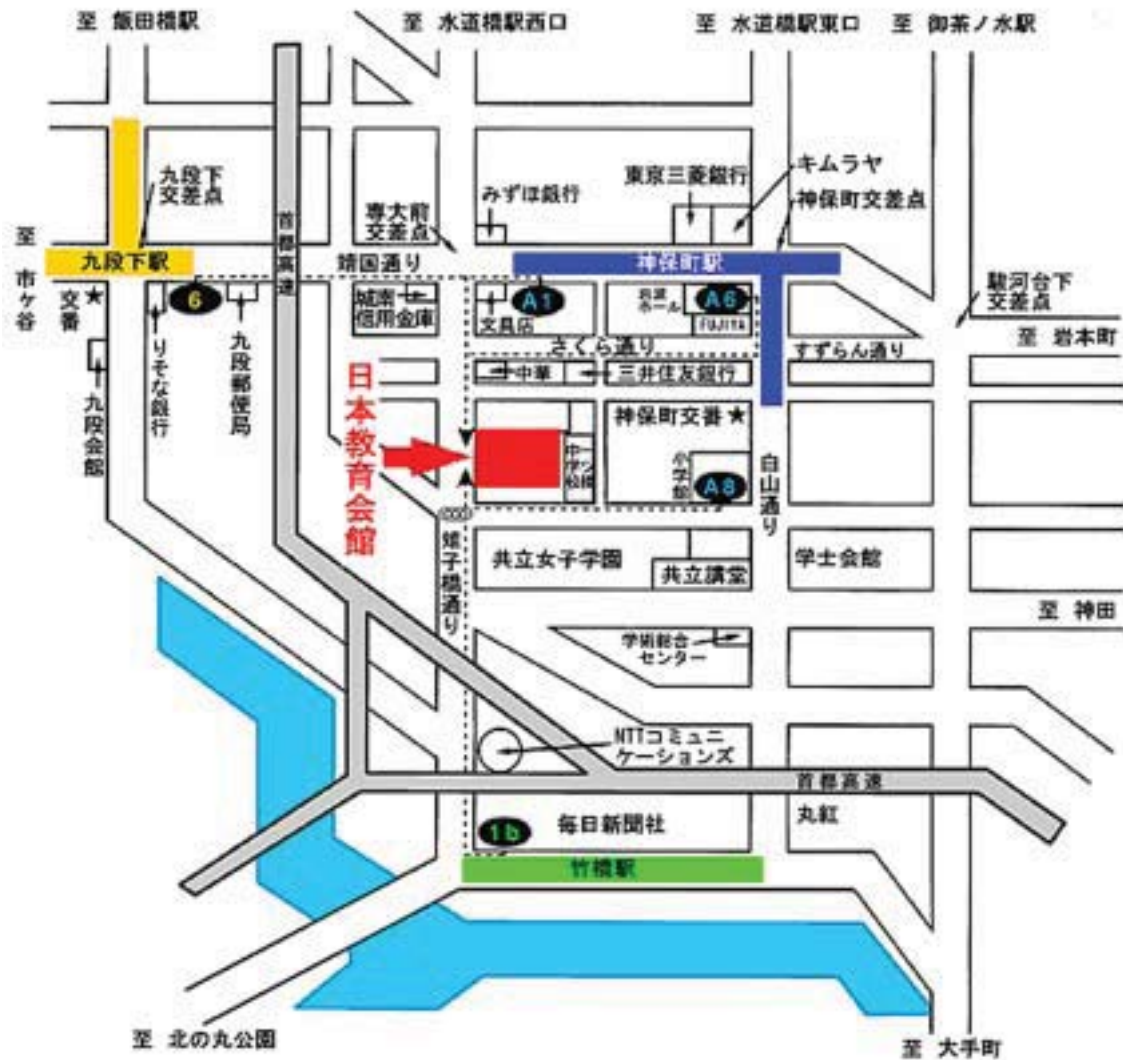 至 飯田橋駅
至 水道橋駅西口
至 水道橋駅東口
至 御茶ノ水駅
九段下
交差点
首都高速
専大前
交差点
みずほ銀行
東京三菱銀行
キムラヤ
神保町交差点
至 市ヶ谷
九段下駅
靖国通り
神保町駅
駿河台下
交差点
交番★
6
城南
信用金庫
A1
文具店
岩波
ホール
A6
FUJIYA
さくら通り
すずらん通り
至 岩本町
九段会館
りそな銀行
九段郵便局
中華
三井住友銀行
日本教育会館
神保町交番★
一ツ橋
中学校
小学館
A8
白山通り
雉子橋通り
共立女子学園
共立講堂
学士会館
至 神田
学術総合
センター
NTTコミュニ
ケーションズ
首都高速
丸紅
1b
毎日新聞社
竹橋駅
至 北の丸公園
至 大手町